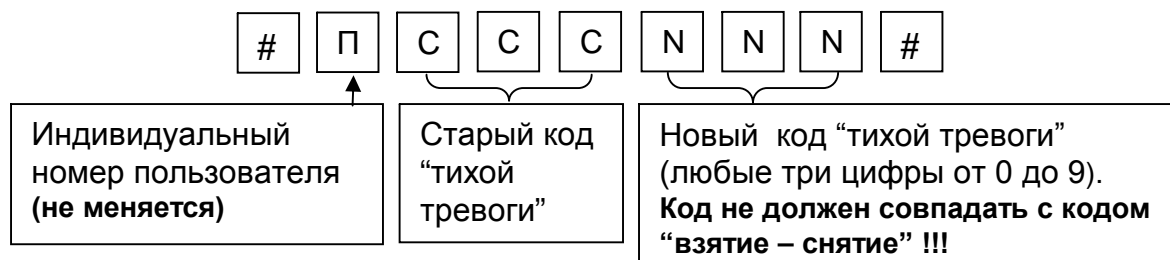 # П С С С N N N #
Индивидуальный
номер пользователя
(не меняется)
Старый код
“тихой
тревоги”
Новый код “тихой тревоги”
(любые три цифры от 0 до 9).
Код не должен совпадать с кодом
“взятие – снятие” !!!